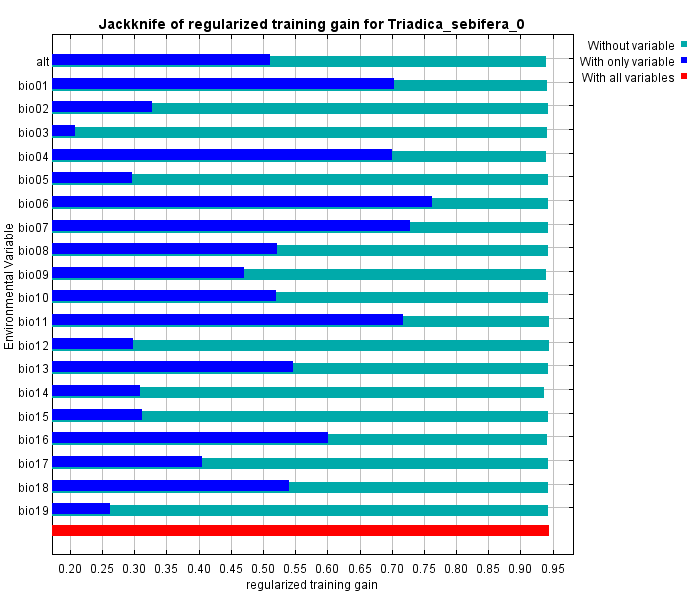 Jackknife of regularized training gain for Triadica_sebifera_0
Without variable
With only variable
With all variables
Environmental Variable
alt
bio01
bio02
bio03
bio04
bio05
bio06
bio07
bio08
bio09
bio10
bio11
bio12
bio13
bio14
bio15
bio16
bio17
bio18
bio19
0.20 0.25 0.30 0.35 0.40 0.45 0.50 0.55 0.60 0.65 0.70 0.75 0.80 0.85 0.90 0.95
regularized training gain